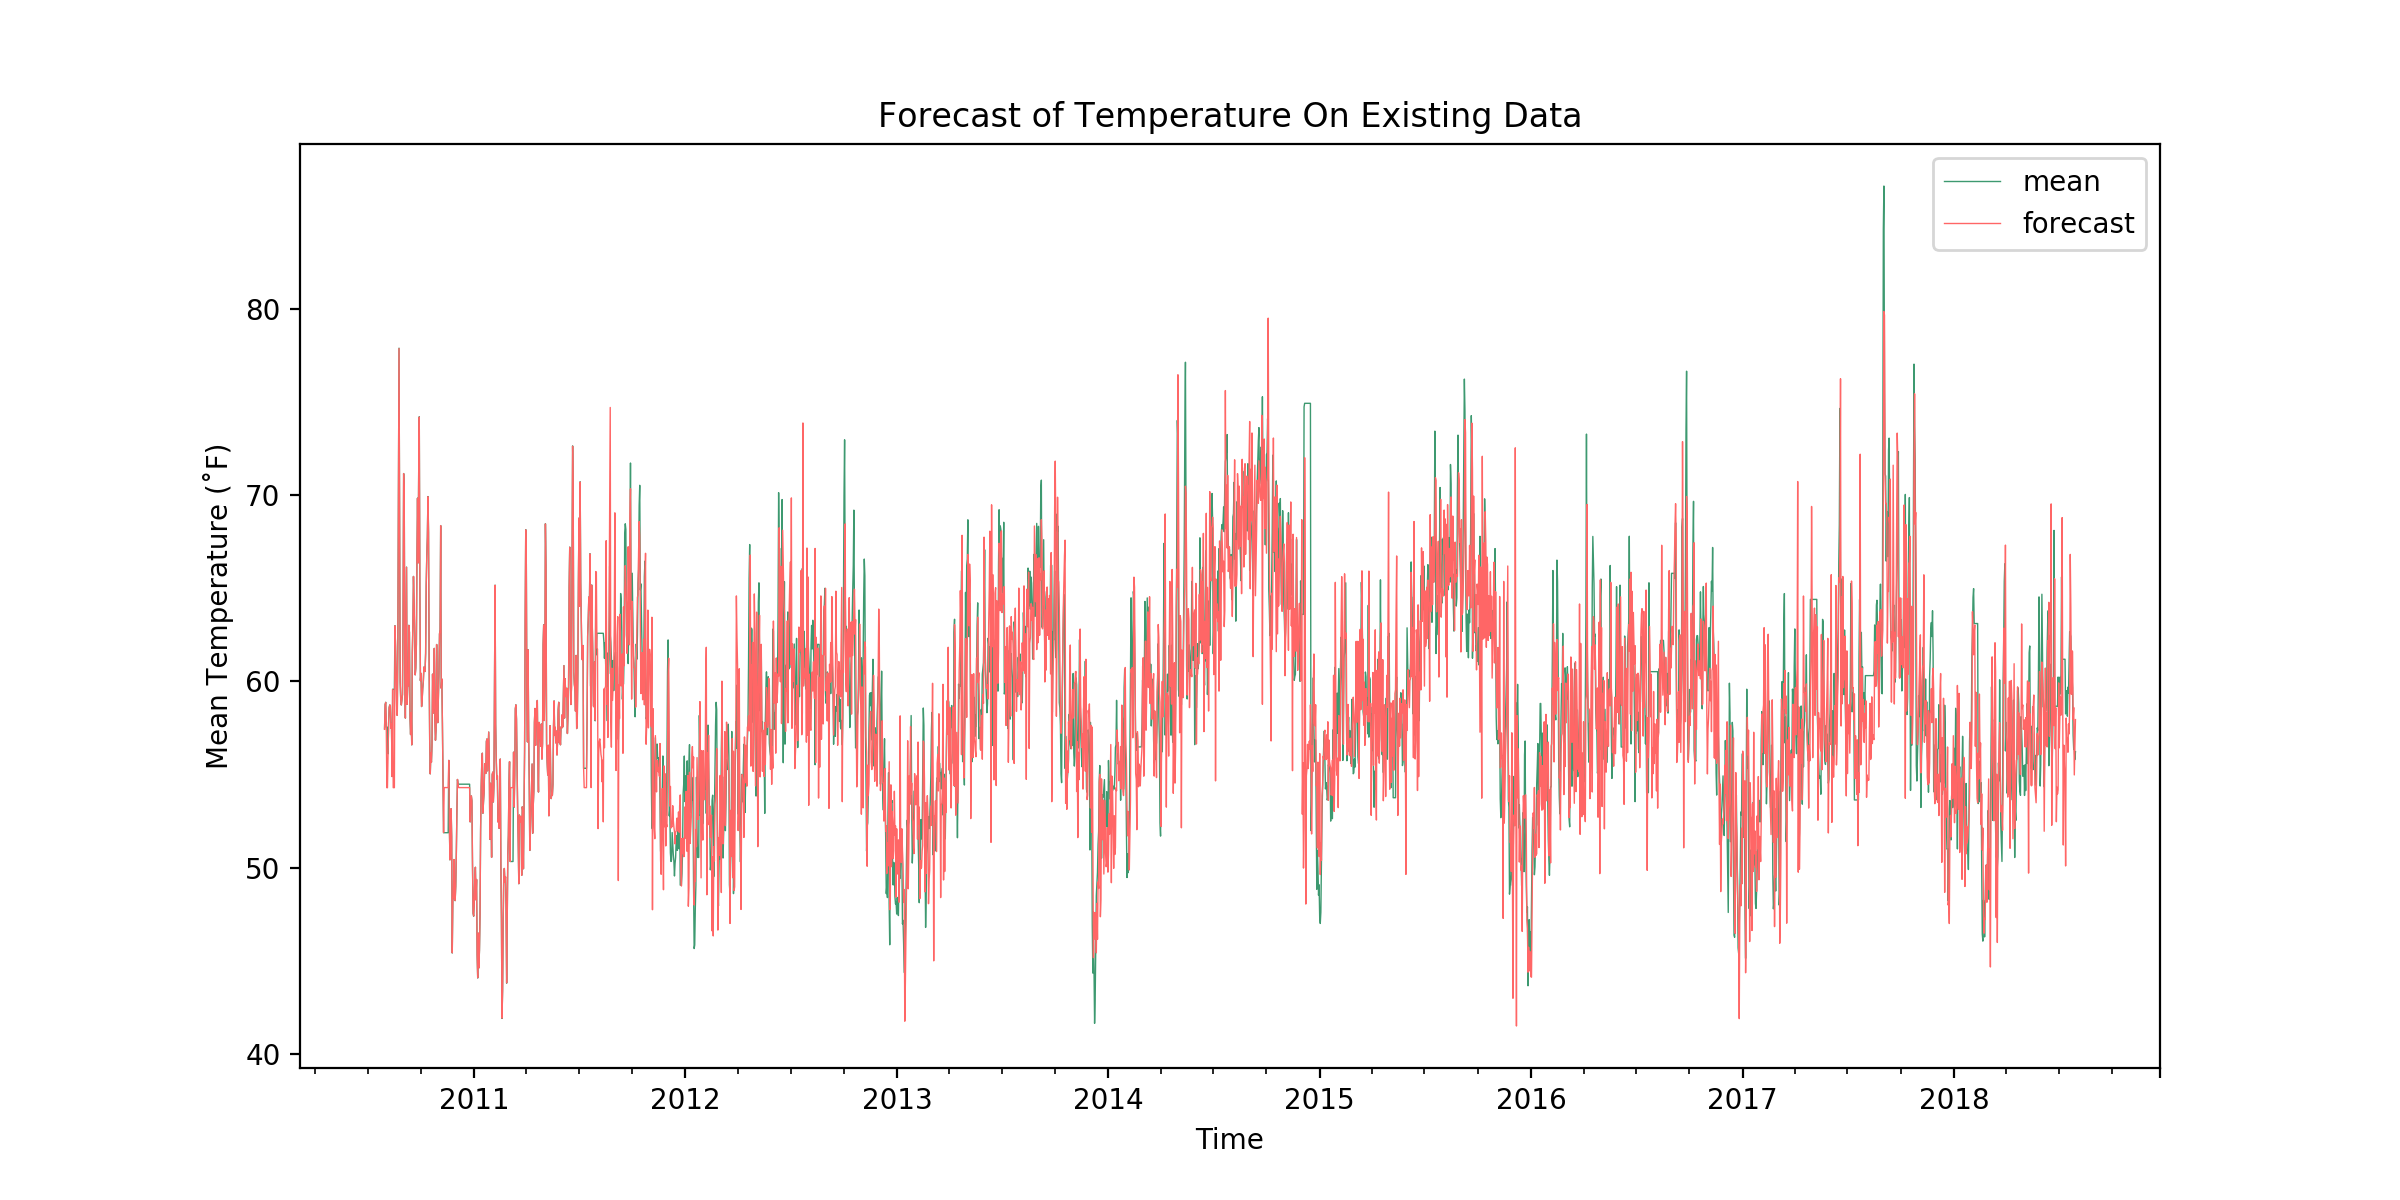 Forecast of Temperature On Existing Data
mean
forecast
Mean Temperature (˚F)
80
70
60
50
40
2011 2012 2013 2014 2015 2016 2017 2018
Time